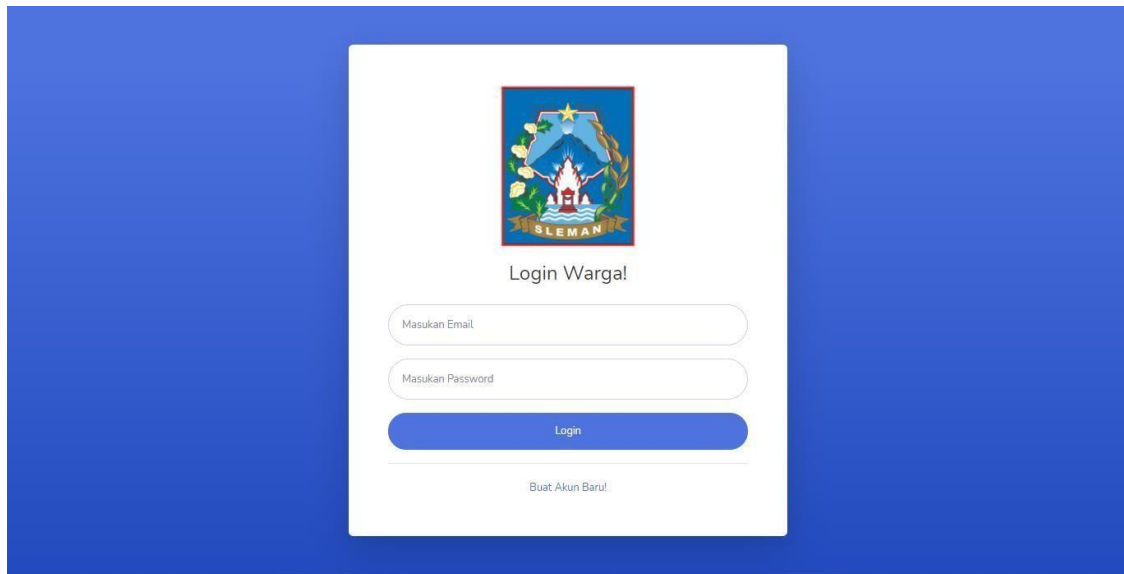 SLEMAN
Login Warga!
Masukan Email
Masukan Password
Login
Buat Akun Baru!